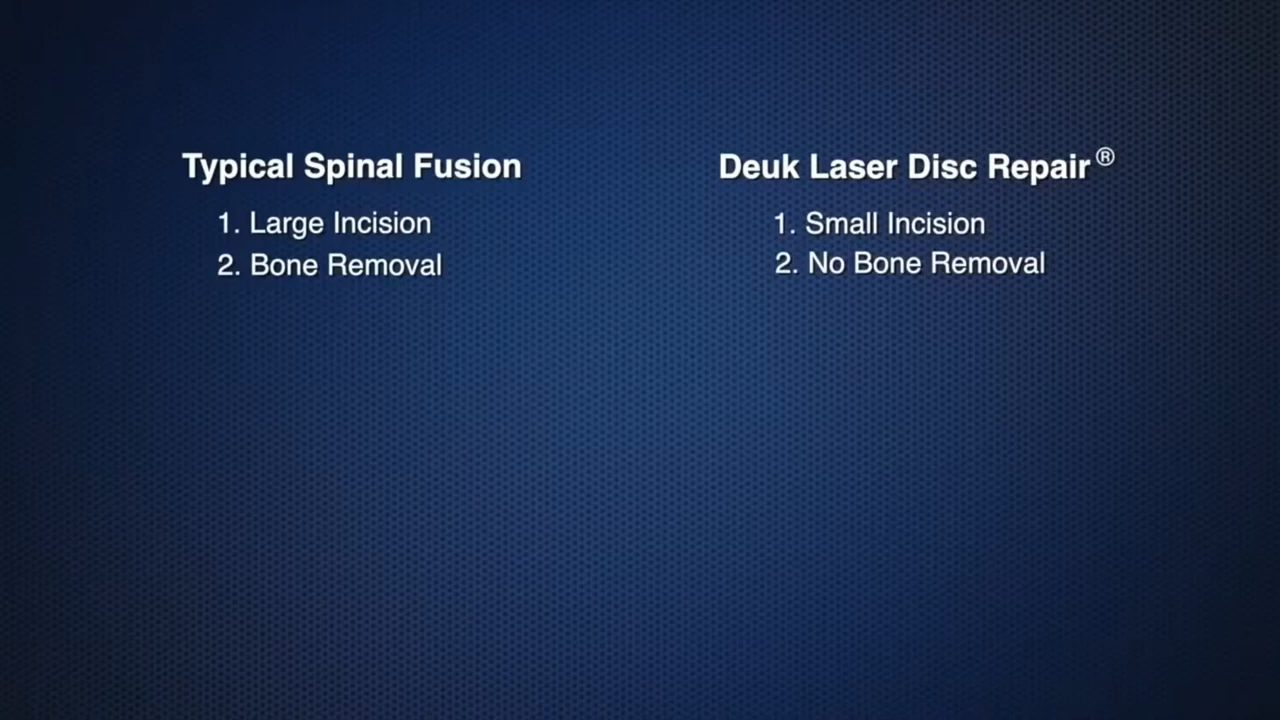 Typical Spinal Fusion
1. Large Incision
2. Bone Removal
Deuk Laser Disc Repair®
1. Small Incision
2. No Bone Removal